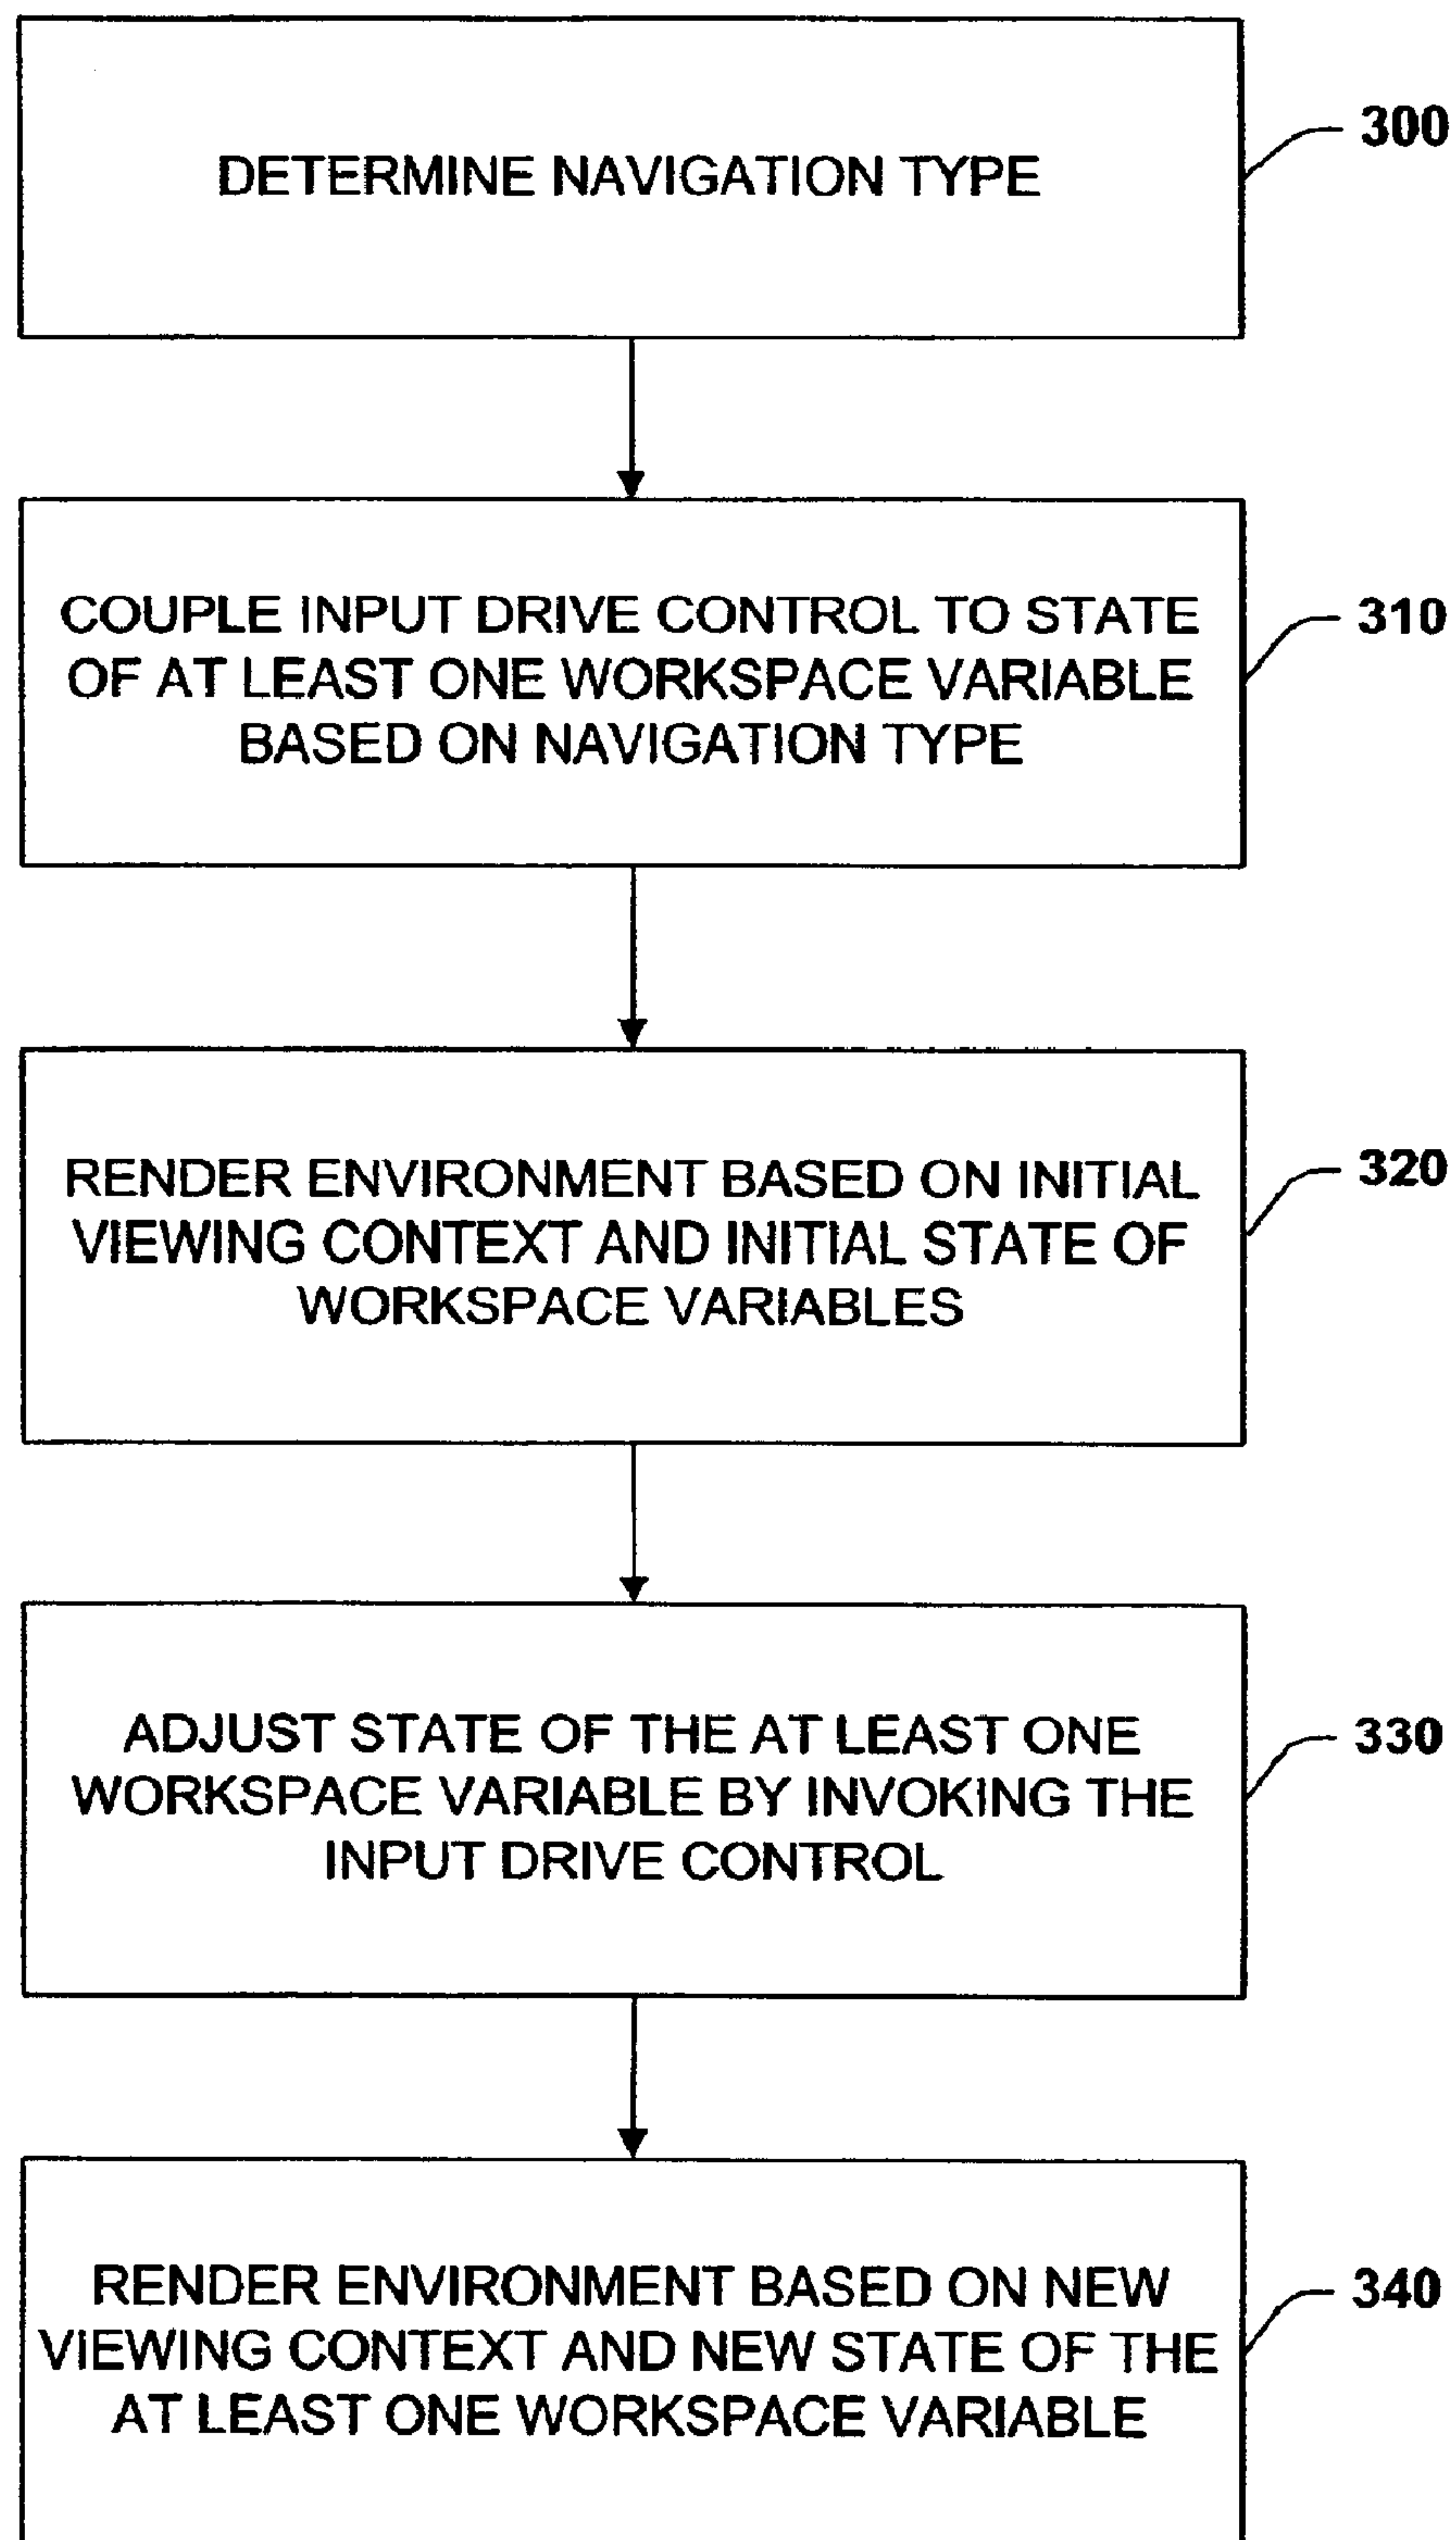 DETERMINE NAVIGATION TYPE
300
COUPLE INPUT DRIVE CONTROL TO STATE
OF AT LEAST ONE WORKSPACE VARIABLE
BASED ON NAVIGATION TYPE
310
RENDER ENVIRONMENT BASED ON INITIAL
VIEWING CONTEXT AND INITIAL STATE OF
WORKSPACE VARIABLES
320
ADJUST STATE OF THE AT LEAST ONE
WORKSPACE VARIABLE BY INVOKING THE
INPUT DRIVE CONTROL
330
RENDER ENVIRONMENT BASED ON NEW
VIEWING CONTEXT AND NEW STATE OF THE
AT LEAST ONE WORKSPACE VARIABLE
340